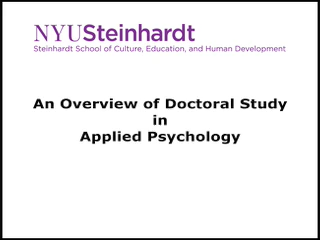 NYUSteinhardt
Steinhardt School of Culture, Education, and Human Development
An Overview of Doctoral Study
in
Applied Psychology